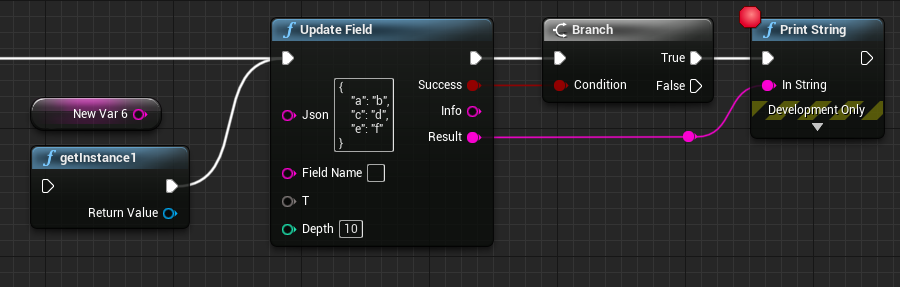 Update Field
Branch
Print String
True
Success
Condition
False
In String
{
"a": "b",
"c": "d",
"e": "f"
}
Json
Info
New Var 6
Development Only
Result
getInstance1
Field Name
T
Return Value
Depth
10